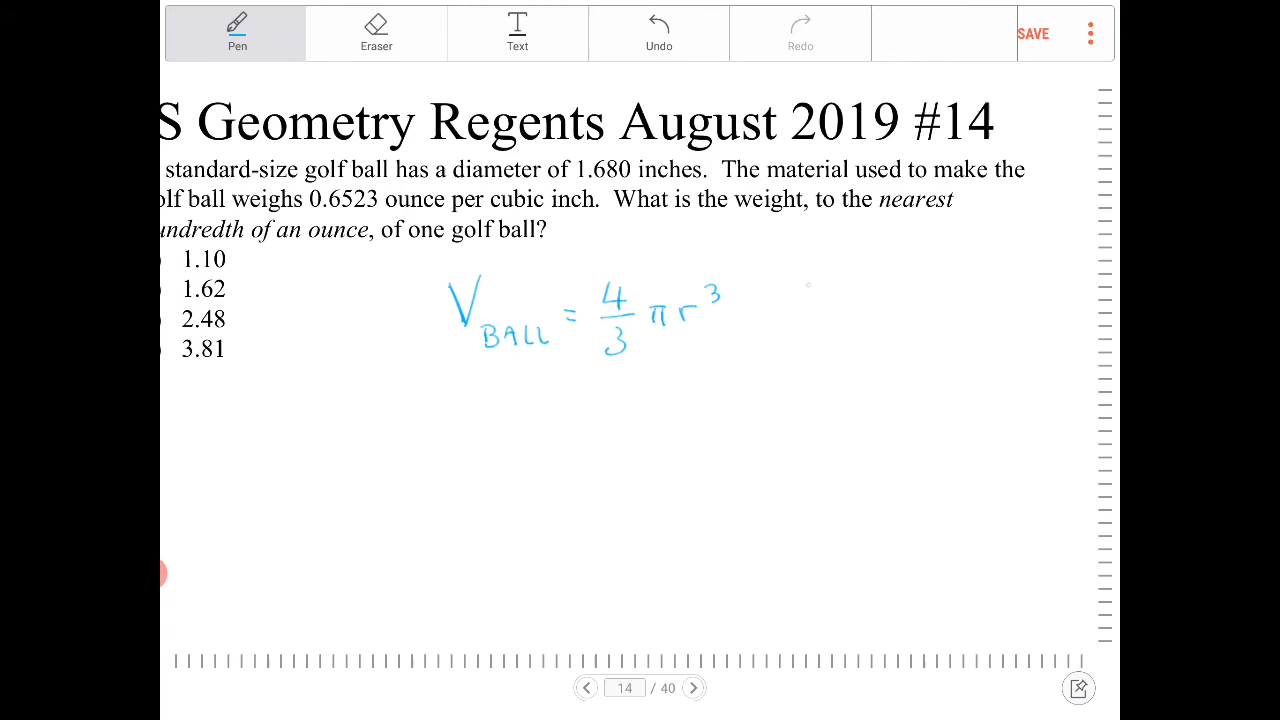 Pen Eraser Text Undo Redo SAVE
S Geometry Regents August 2019 #14
standard-size golf ball has a diameter of 1.680 inches. The material used to make the
olf ball weighs 0.6523 ounce per cubic inch. What is the weight, to the nearest
undredth of an ounce, of one golf ball?
) 1.10
) 1.62
) 2.48
) 3.81
V BALL = 4/3 πr³
14 / 40